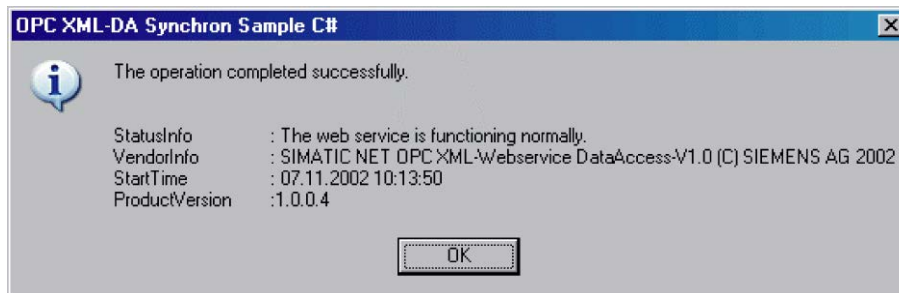 OPC XML-DA Synchron Sample C#
The operation completed successfully.
StatusInfo : The web service is functioning normally.
VendorInfo : SIMATIC NET OPC XML-Webservice DataAccess-V1.0 (C) SIEMENS AG 2002
StartTime : 07.11.2002 10:13:50
ProductVersion :1.0.0.4
OK